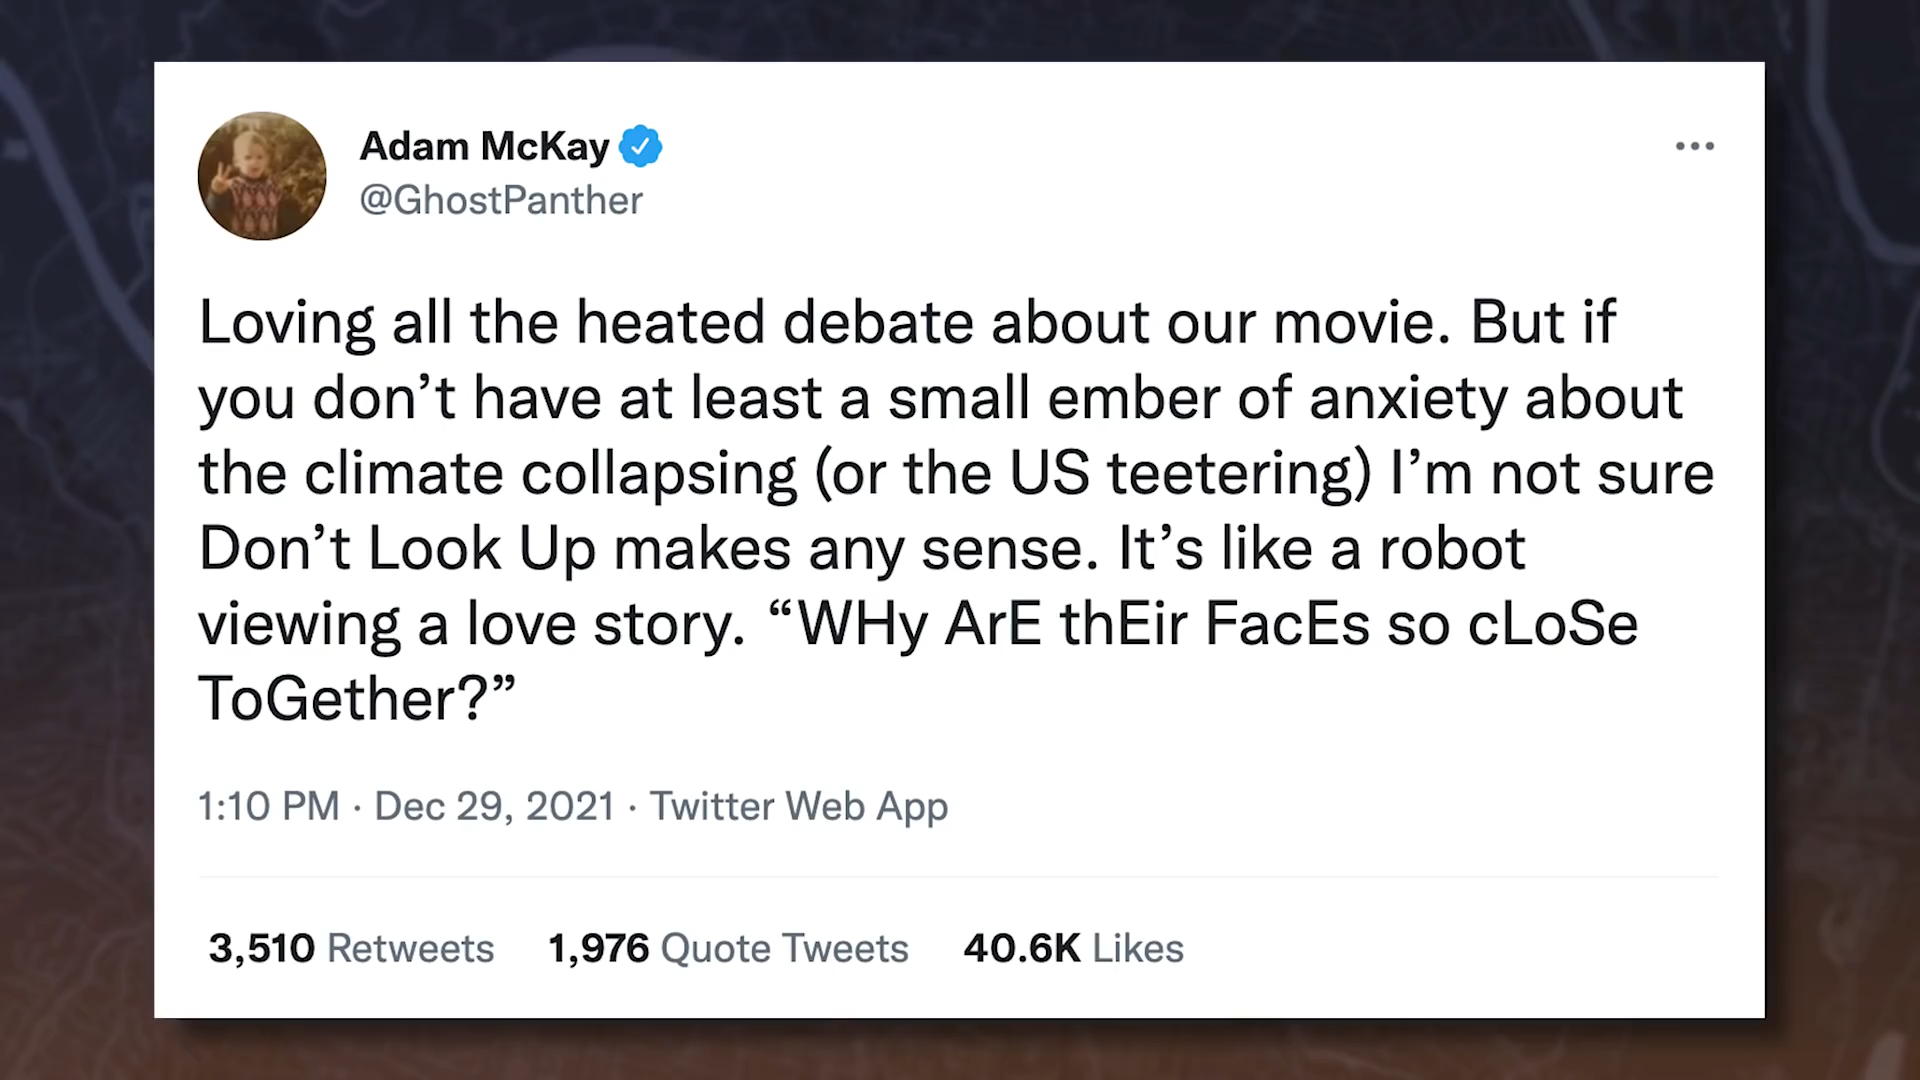 Adam McKay
@GhostPanther
Loving all the heated debate about our movie. But if
you don’t have at least a small ember of anxiety about
the climate collapsing (or the US teetering) I’m not sure
Don’t Look Up makes any sense. It’s like a robot
viewing a love story. “WHy ArE thEir FacEs so cLoSe
ToGether?”
1:10 PM · Dec 29, 2021 · Twitter Web App
3,510 Retweets 1,976 Quote Tweets 40.6K Likes